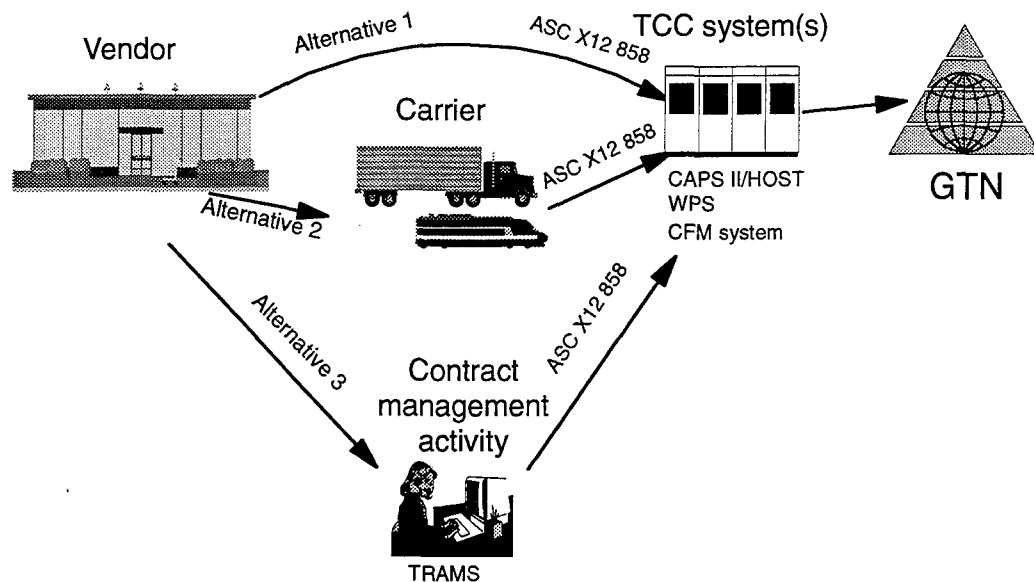 Vendor
Alternative 1
ASC X12 858
TCC system(s)
Carrier
ASC X12 858
CAPS II/HOST
WPS
CFM system
GTN
Alternative 2
Alternative 3
ASC X12 858
Contract
management
activity
TRAMS